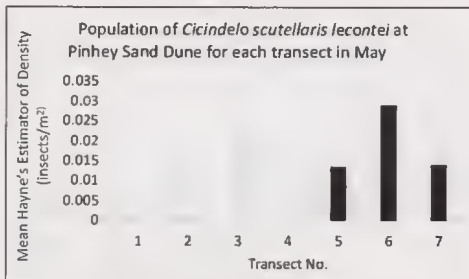 Population of Cicindelo scutellaris lecontei at
Pinhey Sand Dune for each transect in May
Mean Hayne's Estimator of Density
(insects/m²)
0.035
0.03
0.025
0.02
0.015
0.01
0.005
0
1 2 3 4 5 6 7
Transect No.